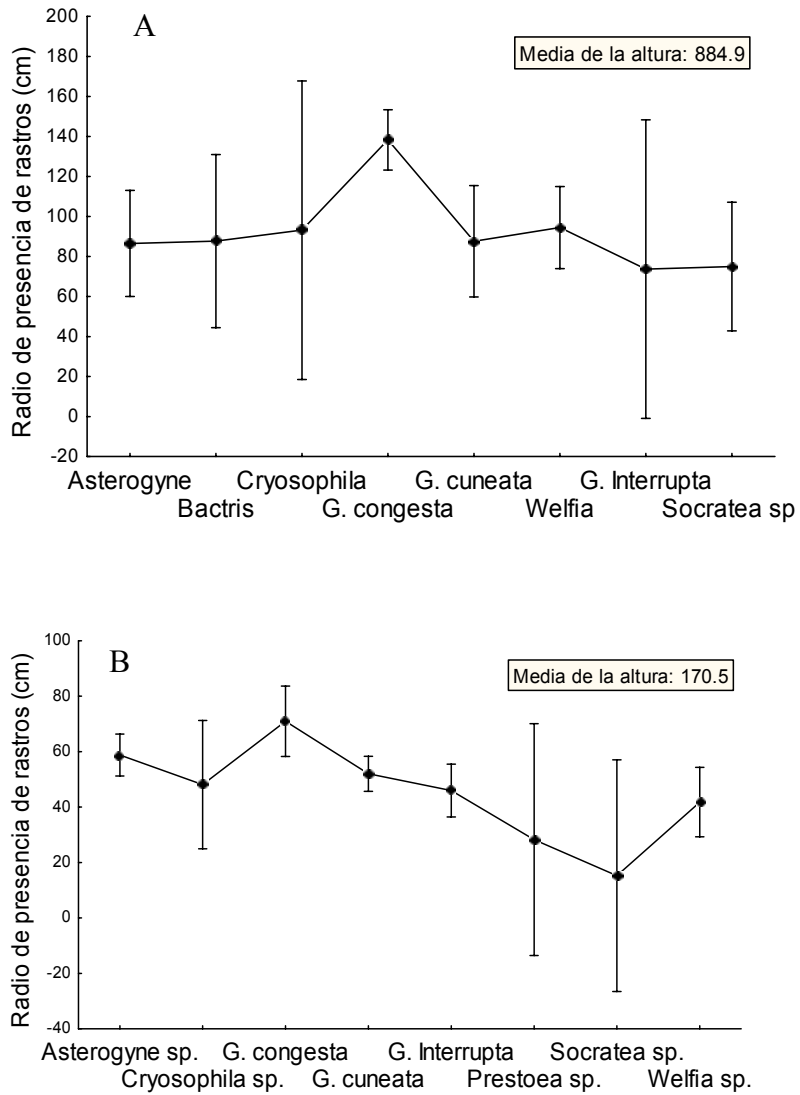 A
Media de la altura: 884.9
Radio de presencia de rastros (cm)
200
180
160
140
120
100
80
60
40
20
0
-20
Asterogyne Cryosophila G. cuneata G. Interrupta
Bactris G. congesta Welfia Socratea sp
B
Media de la altura: 170.5
Radio de presencia de rastros (cm)
100
80
60
40
20
0
-20
-40
Asterogyne sp. G. congesta G. Interrupta Socratea sp.
Cryosophila sp. G. cuneata Prestoea sp. Welfia sp.